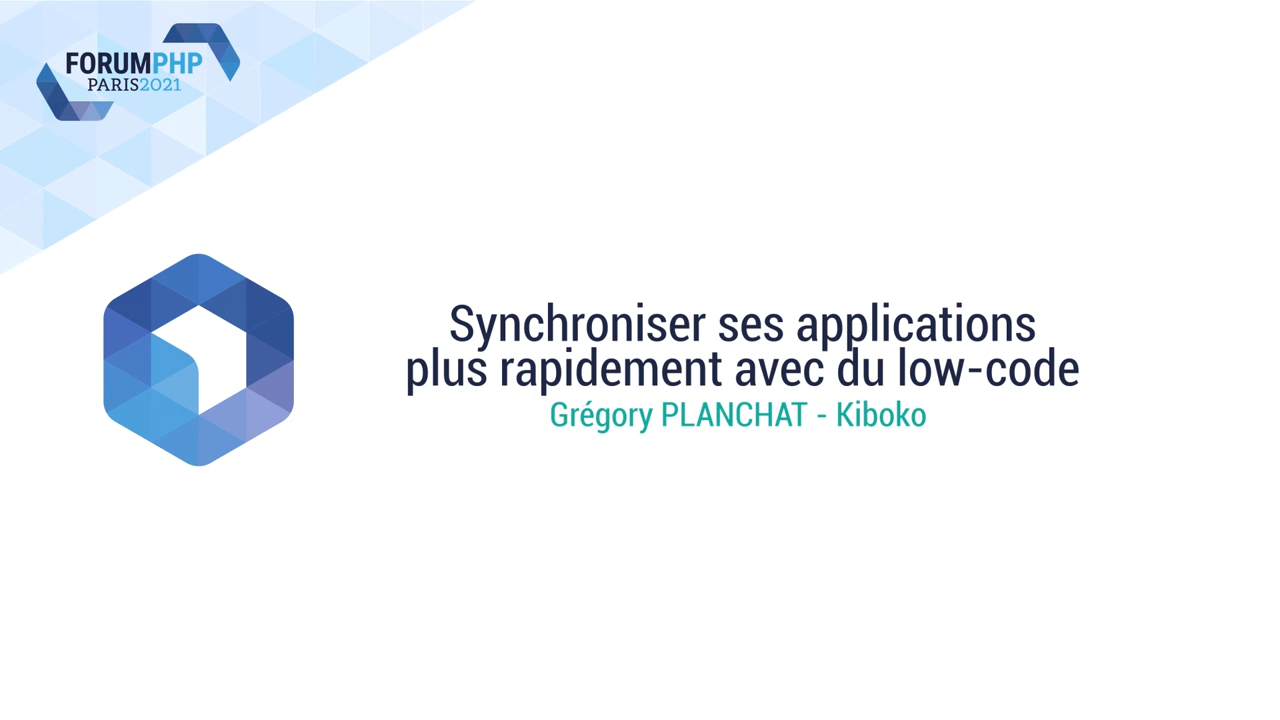 FORUMPHP
PARIS2021
Synchroniser ses applications
plus rapidement avec du low-code
Grégory PLANCHAT - Kiboko